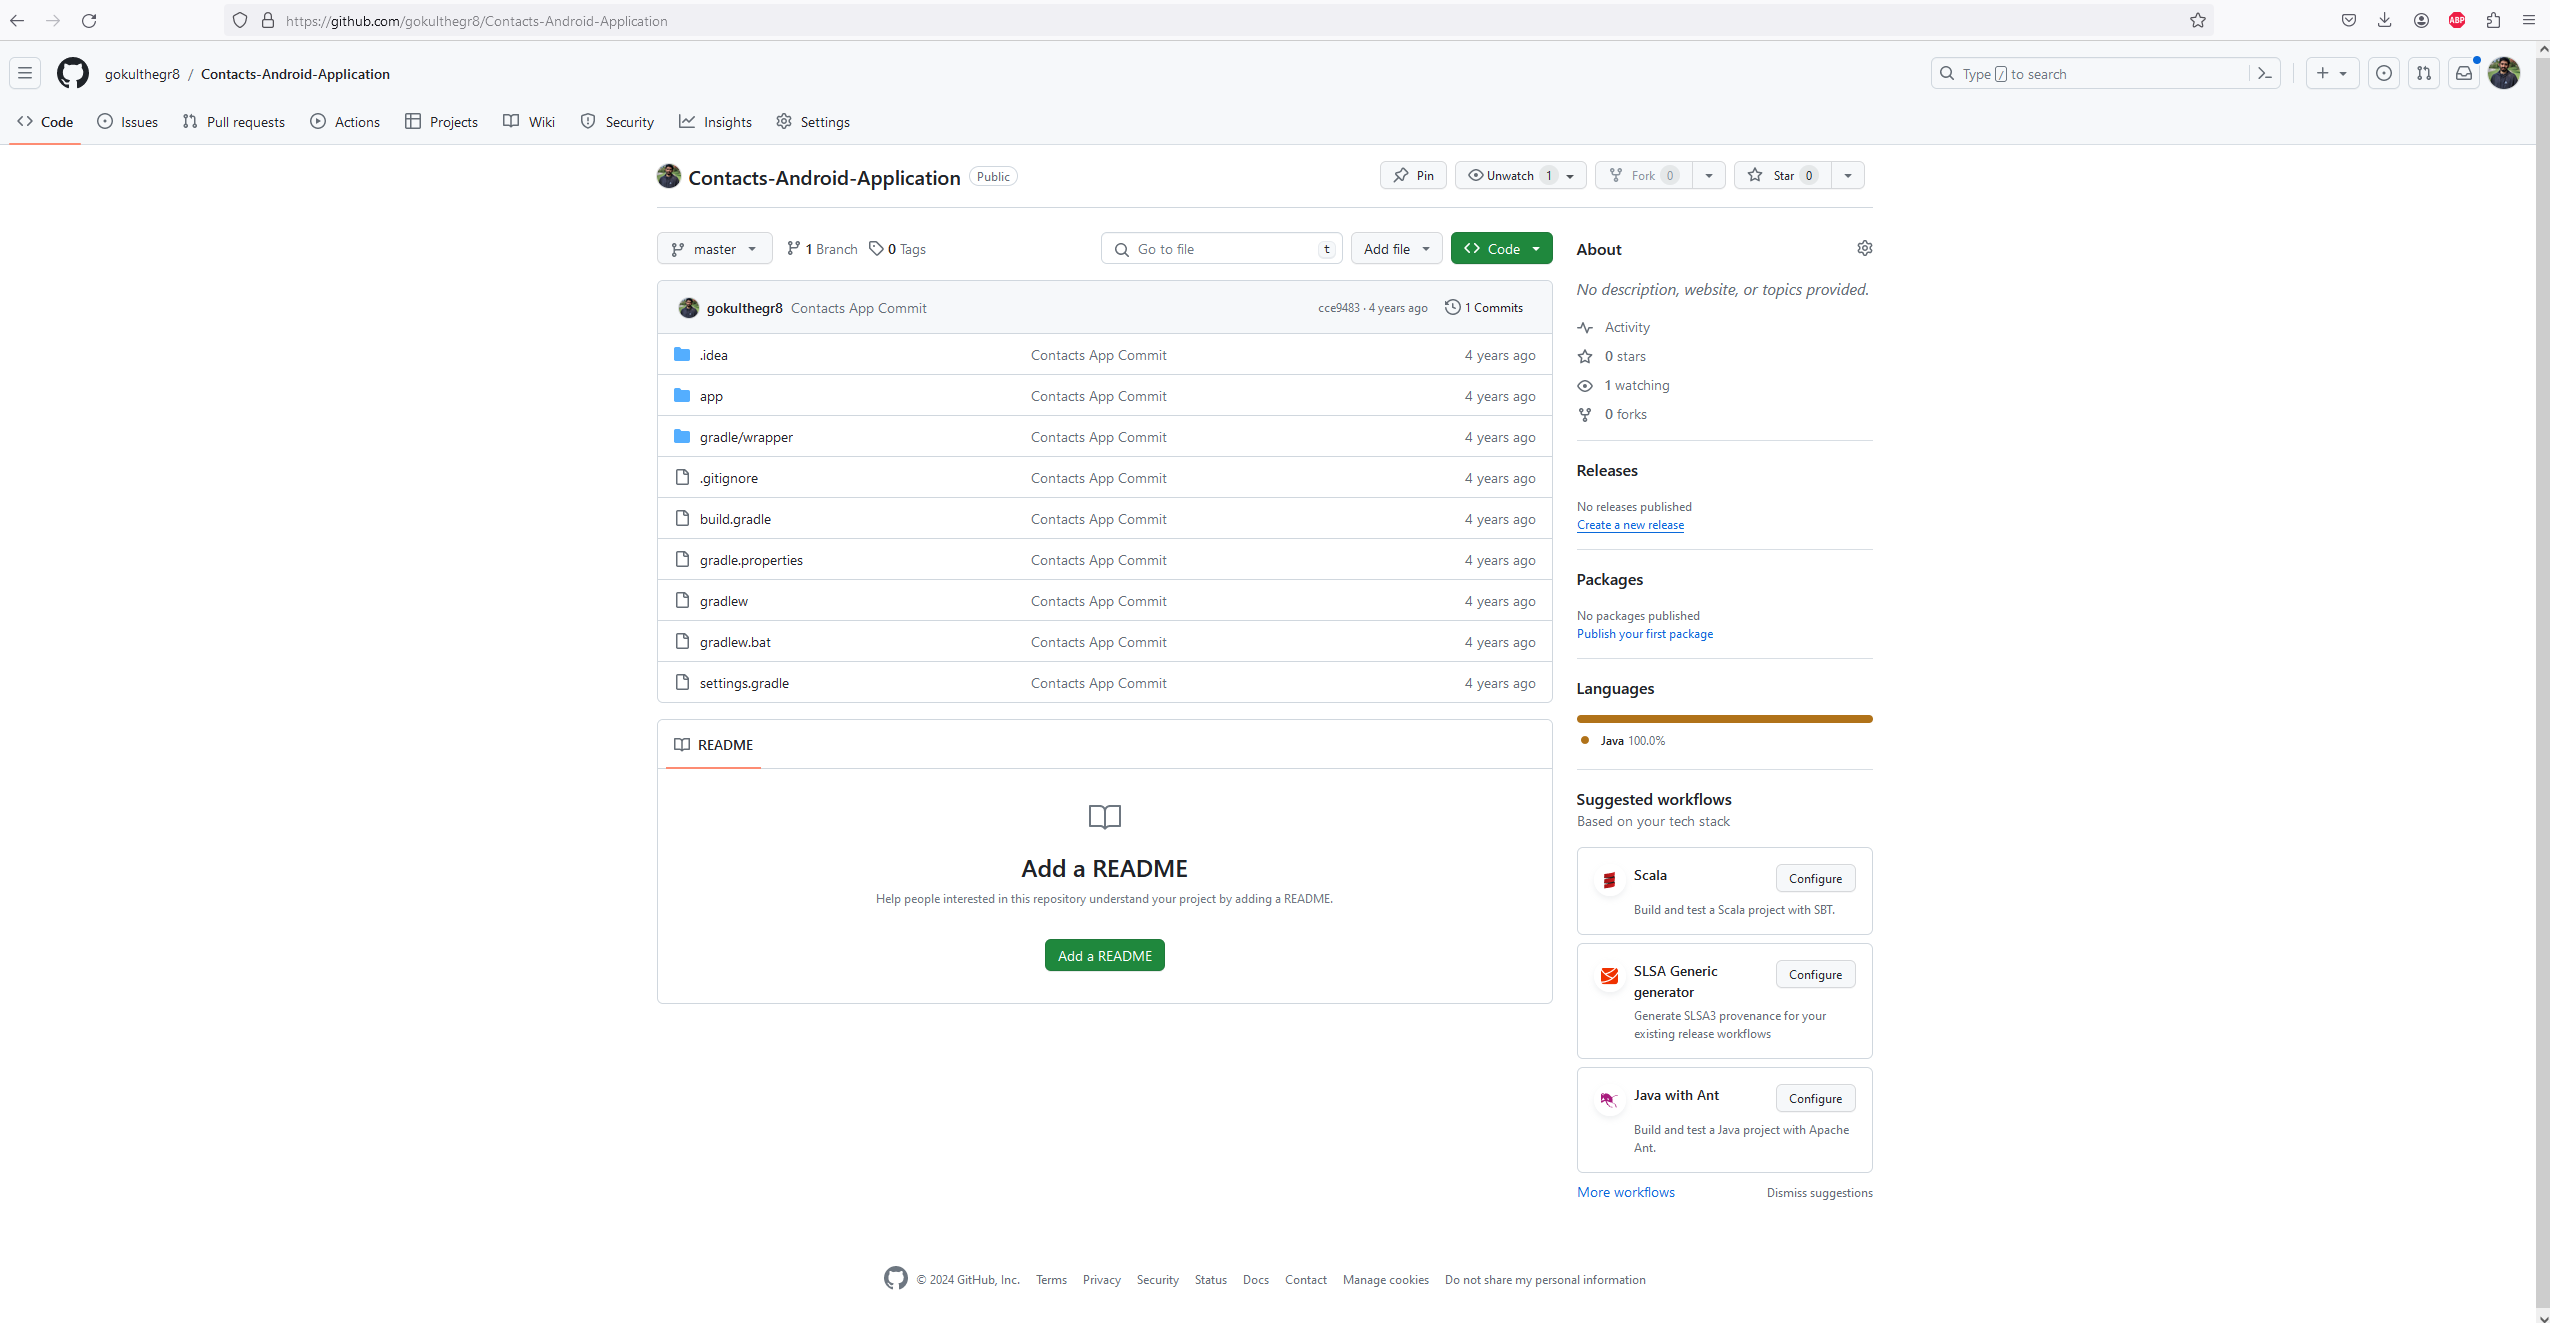 https://github.com/gokulthegr8/Contacts-Android-Application
ABP
gokulthegr8 / Contacts-Android-Application
Type / to search
Code Issues Pull requests Actions Projects Wiki Security Insights Settings
Contacts-Android-Application Public
Pin Unwatch 1 Fork 0 Star 0
master 1 Branch 0 Tags Go to file t Add file Code
gokulthegr8 Contacts App Commit cce9483 · 4 years ago 1 Commits
.idea Contacts App Commit 4 years ago
app Contacts App Commit 4 years ago
gradle/wrapper Contacts App Commit 4 years ago
.gitignore Contacts App Commit 4 years ago
build.gradle Contacts App Commit 4 years ago
gradle.properties Contacts App Commit 4 years ago
gradlew Contacts App Commit 4 years ago
gradlew.bat Contacts App Commit 4 years ago
settings.gradle Contacts App Commit 4 years ago
README
Add a README
Help people interested in this repository understand your project by adding a README.
Add a README
About
No description, website, or topics provided.
Activity
0 stars
1 watching
0 forks
Releases
No releases published
Create a new release
Packages
No packages published
Publish your first package
Languages
Java 100.0%
Suggested workflows
Based on your tech stack
Scala Configure
Build and test a Scala project with SBT.
SLSA Generic Configure
generator
Generate SLSA3 provenance for your
existing release workflows
Java with Ant Configure
Build and test a Java project with Apache
Ant.
More workflows Dismiss suggestions
© 2024 GitHub, Inc. Terms Privacy Security Status Docs Contact Manage cookies Do not share my personal information